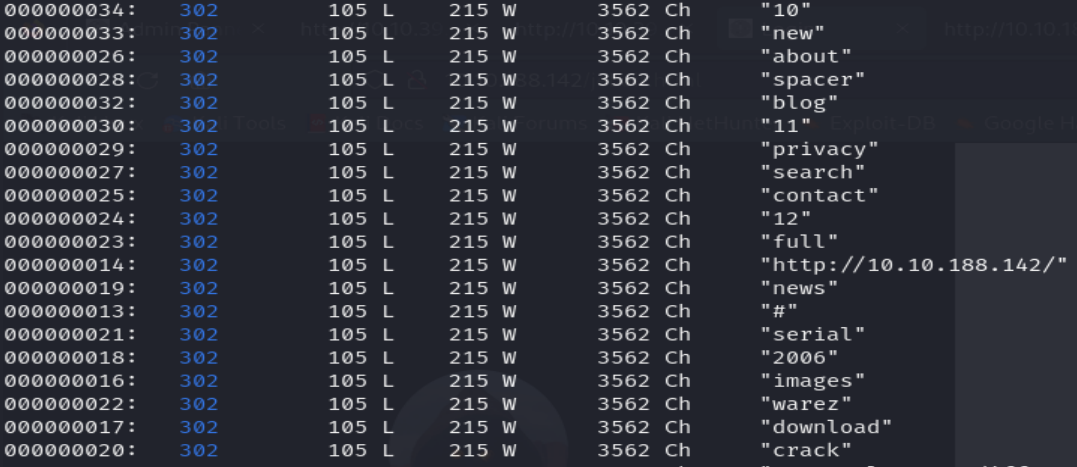 000000034: 302 105 L 215 W 3562 Ch "10"
000000033: 302 105 L 215 W 3562 Ch "new"
000000026: 302 105 L 215 W 3562 Ch "about"
000000028: 302 105 L 215 W 3562 Ch "spacer"
000000032: 302 105 L 215 W 3562 Ch "blog"
000000030: 302 105 L 215 W 3562 Ch "11"
000000029: 302 105 L 215 W 3562 Ch "privacy"
000000027: 302 105 L 215 W 3562 Ch "search"
000000025: 302 105 L 215 W 3562 Ch "contact"
000000024: 302 105 L 215 W 3562 Ch "12"
000000023: 302 105 L 215 W 3562 Ch "full"
000000014: 302 105 L 215 W 3562 Ch "http://10.10.188.142/"
000000019: 302 105 L 215 W 3562 Ch "news"
000000013: 302 105 L 215 W 3562 Ch "#"
000000021: 302 105 L 215 W 3562 Ch "serial"
000000018: 302 105 L 215 W 3562 Ch "2006"
000000016: 302 105 L 215 W 3562 Ch "images"
000000022: 302 105 L 215 W 3562 Ch "warez"
000000017: 302 105 L 215 W 3562 Ch "download"
000000020: 302 105 L 215 W 3562 Ch "crack"